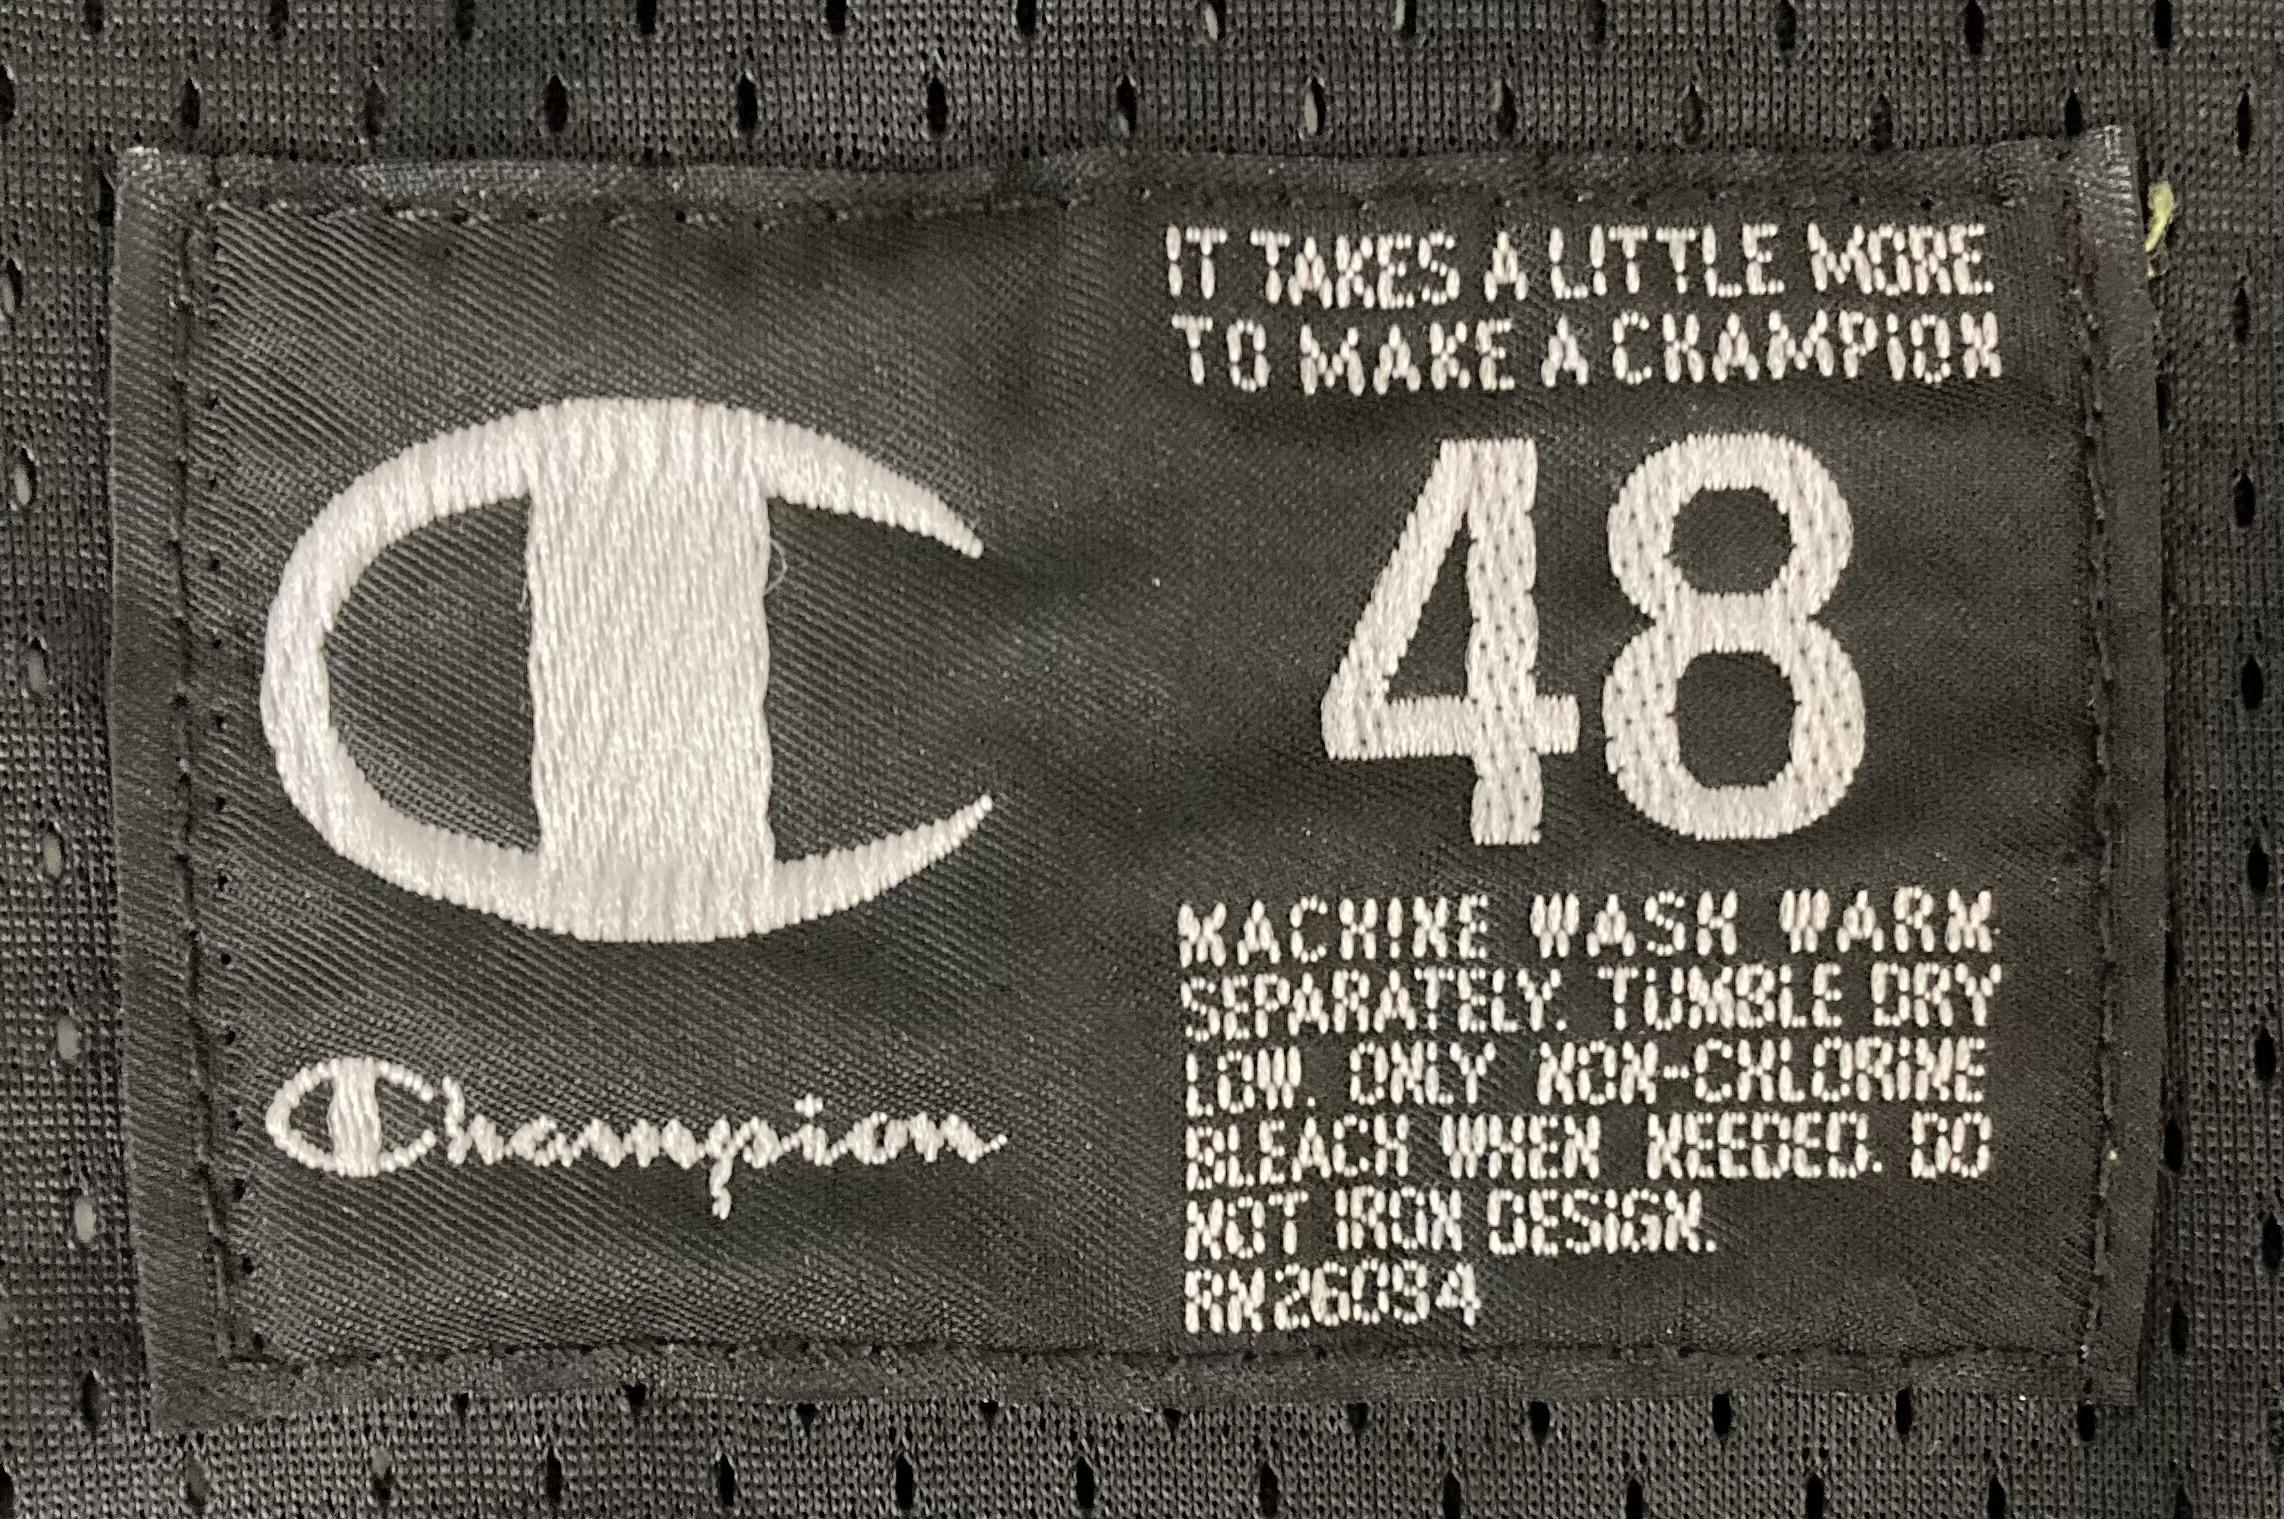 IT TAKES A LITTLE MORE
TO MAKE A CHAMPION
48
MACHINE WASH WARM
SEPARATELY. TUMBLE DRY
LOW. ONLY NON-CHLORINE
BLEACH WHEN NEEDED. DO
NOT IRON DESIGN.
RN26094
Champion